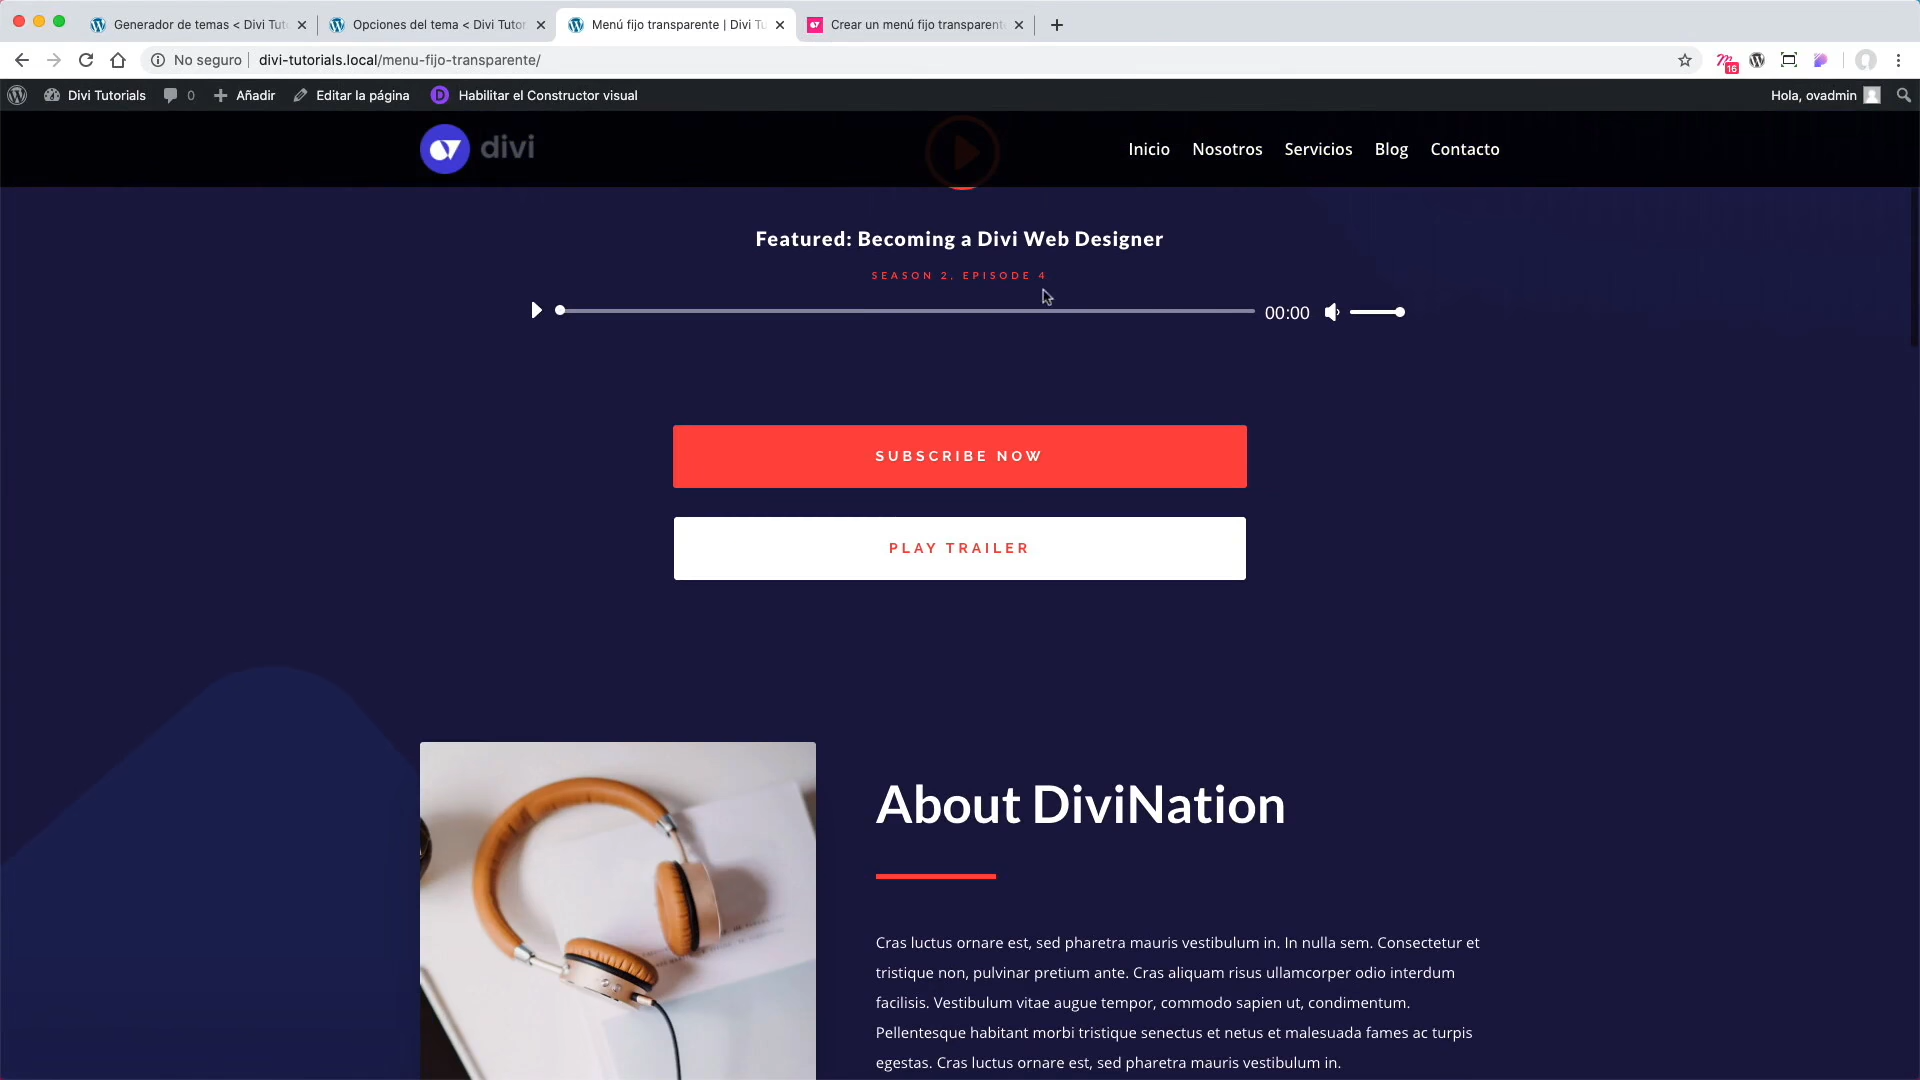 Generador de temas < Divi Tut
Opciones del tema < Divi Tutor
Menú fijo transparente | Divi Tu
Crear un menú fijo transparente
No seguro
divi-tutorials.local/menu-fijo-transparente/
16
Divi Tutorials
0
Añadir
Editar la página
D
Habilitar el Constructor visual
Hola, ovadmin
divi
Inicio
Nosotros
Servicios
Blog
Contacto
Featured: Becoming a Divi Web Designer
SEASON 2, EPISODE 4
00:00
SUBSCRIBE NOW
PLAY TRAILER
About DiviNation
Cras luctus ornare est, sed pharetra mauris vestibulum in. In nulla sem. Consectetur et
tristique non, pulvinar pretium ante. Cras aliquam risus ullamcorper odio interdum
facilisis. Vestibulum vitae augue tempor, commodo sapien ut, condimentum.
Pellentesque habitant morbi tristique senectus et netus et malesuada fames ac turpis
egestas. Cras luctus ornare est, sed pharetra mauris vestibulum in.